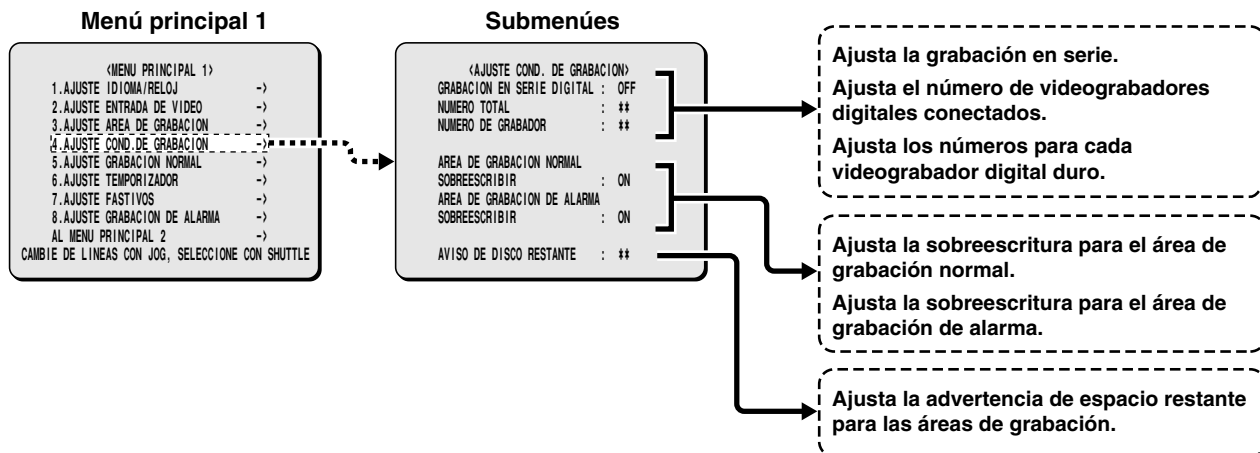 Menú principal 1
<MENU PRINCIPAL 1>
1.AJUSTE IDIOMA/RELOJ ->
2.AJUSTE ENTRADA DE VIDEO ->
3.AJUSTE AREA DE GRABACION ->
4.AJUSTE COND.DE GRABACION ->
5.AJUSTE GRABACION NORMAL ->
6.AJUSTE TEMPORIZADOR ->
7.AJUSTE FASTIVOS ->
8.AJUSTE GRABACION DE ALARMA ->
AL MENU PRINCIPAL 2 ->
CAMBIE DE LINEAS CON JOG, SELECCIONE CON SHUTTLE
Submenúes
<AJUSTE COND. DE GRABACION>
GRABACION EN SERIE DIGITAL : OFF
NUMERO TOTAL : **
NUMERO DE GRABADOR : **
AREA DE GRABACION NORMAL
SOBREESCRIBIR : ON
AREA DE GRABACION DE ALARMA
SOBREESCRIBIR : ON
AVISO DE DISCO RESTANTE : **
Ajusta la grabación en serie.
Ajusta el número de videograbadores
digitales conectados.
Ajusta los números para cada
videograbador digital duro.
Ajusta la sobreescritura para el área de
grabación normal.
Ajusta la sobreescritura para el área de
grabación de alarma.
Ajusta la advertencia de espacio restante
para las áreas de grabación.